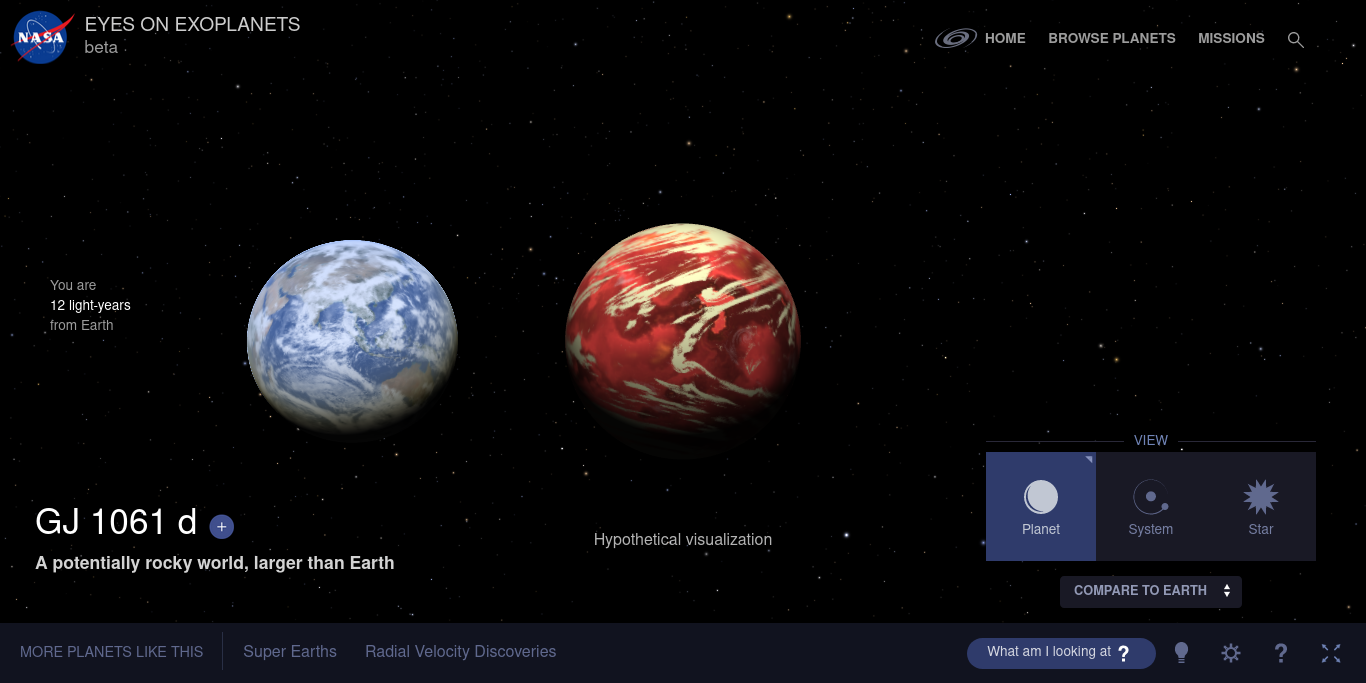 NASA
EYES ON EXOPLANETS
beta
HOME
BROWSE PLANETS
MISSIONS
You are
12 light-years
from Earth
VIEW
Planet
System
Star
GJ 1061 d +
A potentially rocky world, larger than Earth
Hypothetical visualization
COMPARE TO EARTH
MORE PLANETS LIKE THIS
Super Earths
Radial Velocity Discoveries
What am I looking at ?
?